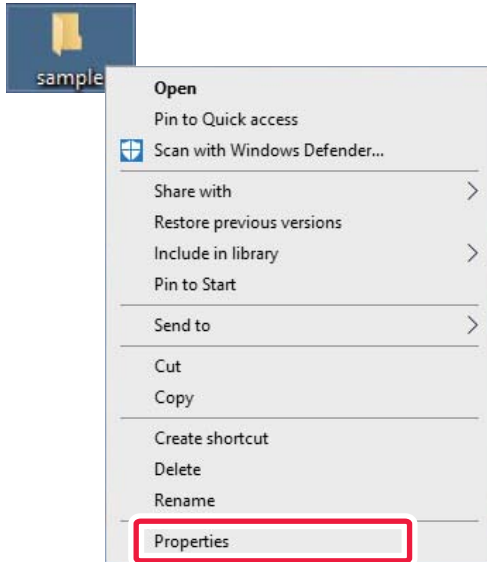 sample
Open
Pin to Quick access
Scan with Windows Defender...
Share with
Restore previous versions
Include in library
Pin to Start
Send to
Cut
Copy
Create shortcut
Delete
Rename
Properties